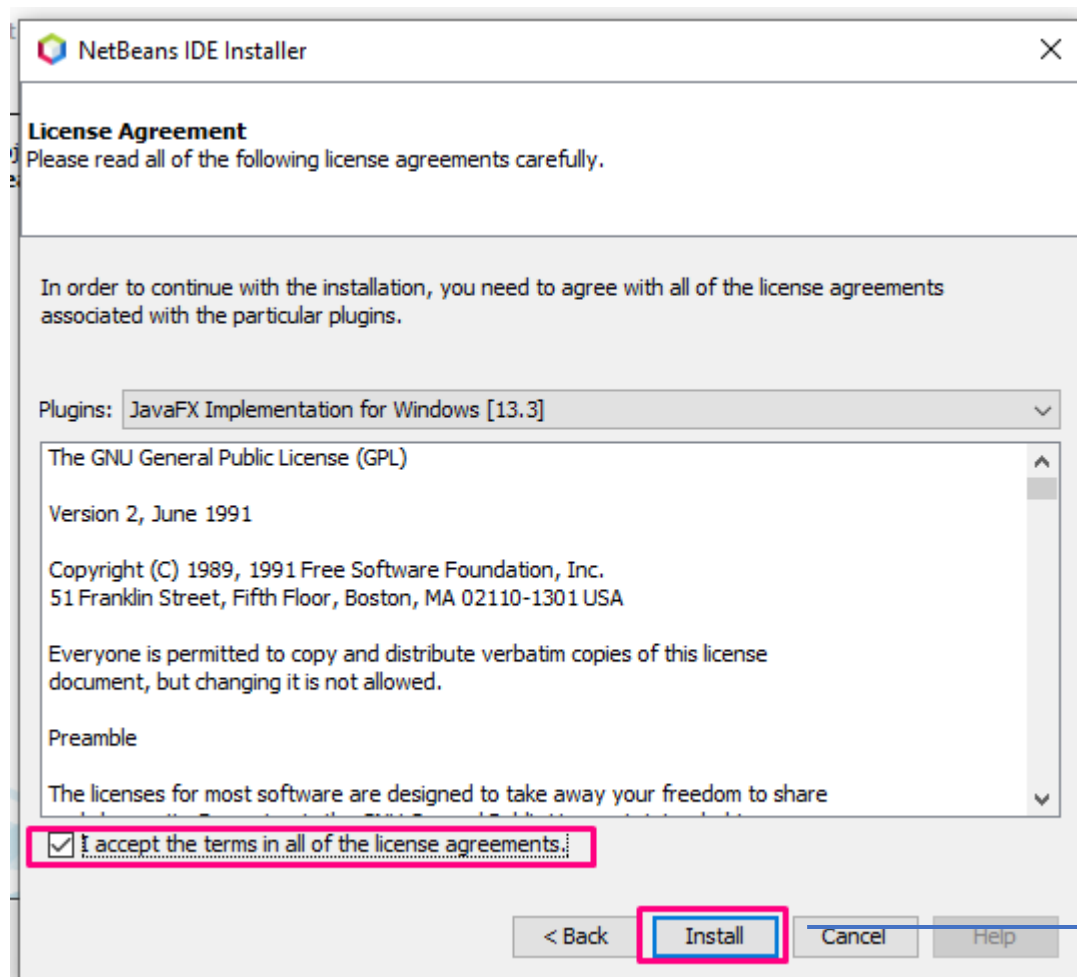 NetBeans IDE Installer
License Agreement
Please read all of the following license agreements carefully.
In order to continue with the installation, you need to agree with all of the license agreements
associated with the particular plugins.
Plugins: JavaFX Implementation for Windows [13.3]
The GNU General Public License (GPL)
Version 2, June 1991
Copyright (C) 1989, 1991 Free Software Foundation, Inc.
51 Franklin Street, Fifth Floor, Boston, MA 02110-1301 USA
Everyone is permitted to copy and distribute verbatim copies of this license
document, but changing it is not allowed.
Preamble
The licenses for most software are designed to take away your freedom to share
I accept the terms in all of the license agreements.
< Back Install Cancel Help